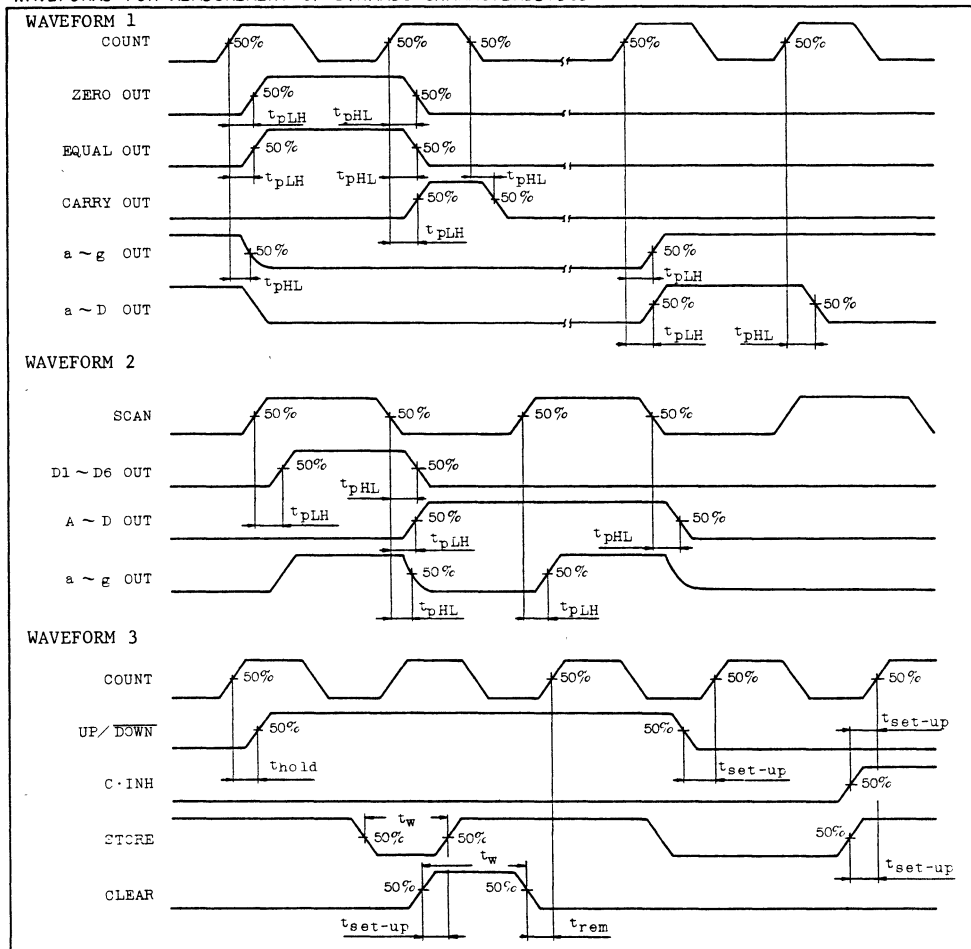 WAVEFORM 1
COUNT 50% 50% 50% 50% 50%
ZERO OUT 50% 50%
tpLH tpHL
EQUAL OUT 50% 50%
tpLH tpHL tpHL
CARRY OUT 50% 50%
tpLH
a ~ g OUT 50% 50%
tpHL tpLH
a ~ D OUT 50% 50%
tpLH tpHL
WAVEFORM 2
SCAN 50% 50% 50% 50%
D1 ~ D6 OUT 50% 50%
tpHL
tpLH
A ~ D OUT 50% 50%
tpLH tpHL
a ~ g OUT 50% 50%
tpHL tpLH
WAVEFORM 3
COUNT 50% 50% 50% 50%
tset-up
UP/DOWN 50% 50%
thold tset-up
C·INH 50%
tw
STORE 50% 50% 50%
tw
tset-up
CLEAR 50% 50%
tset-up trem